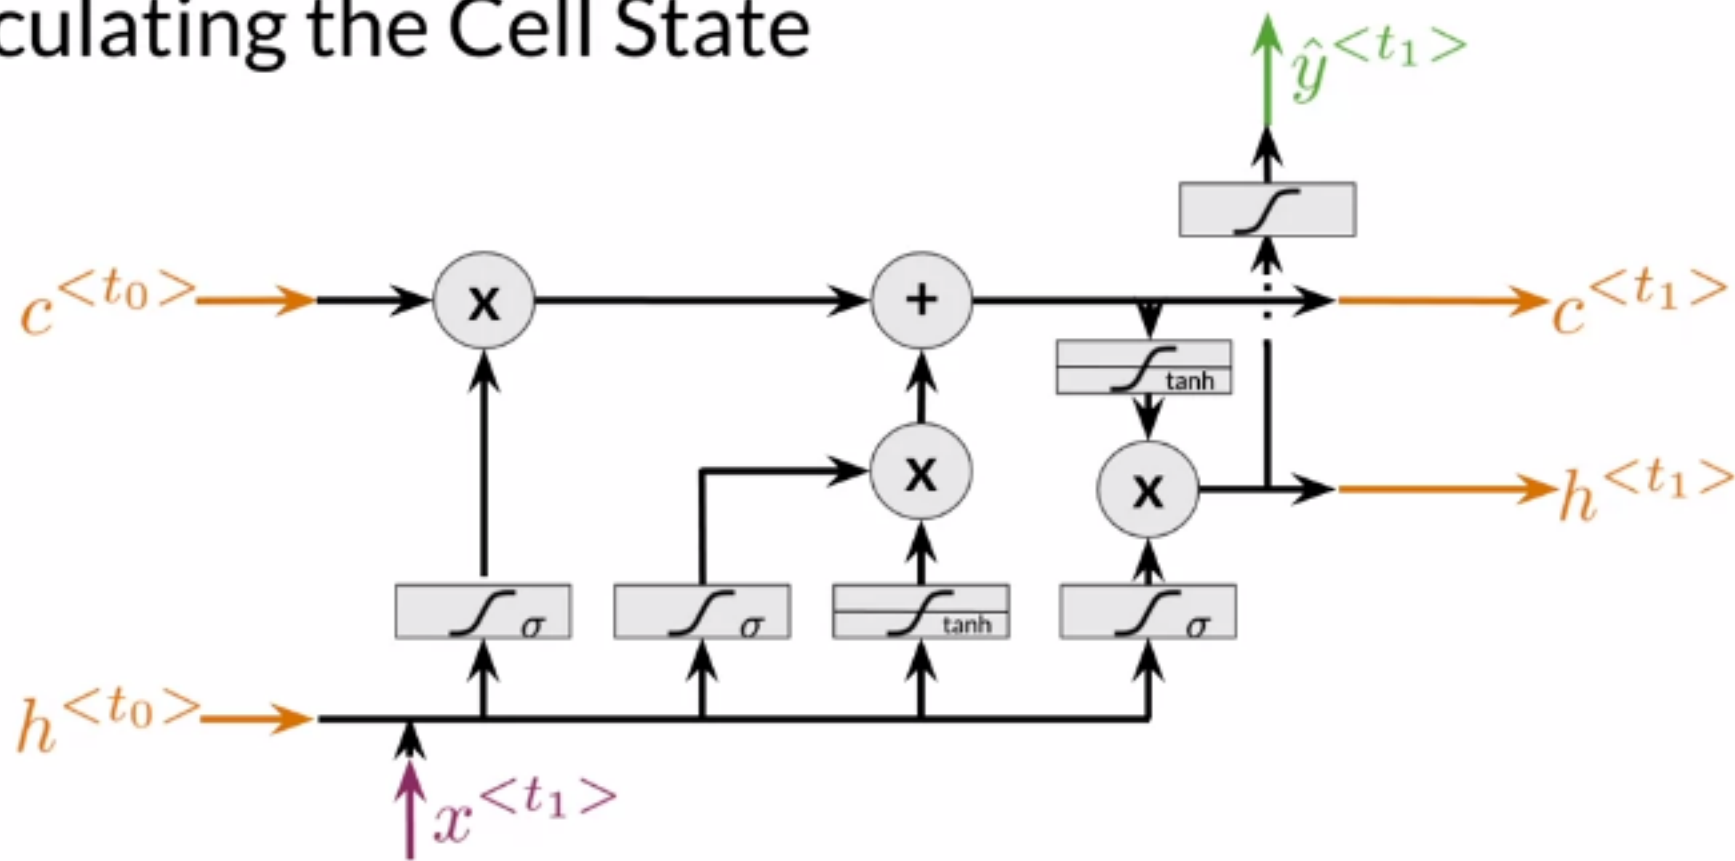 culating the Cell State
ŷ<t₁>
c<t₀>
x
+
c<t₁>
tanh
x
x
h<t₁>
σ
σ
tanh
σ
h<t₀>
x<t₁>